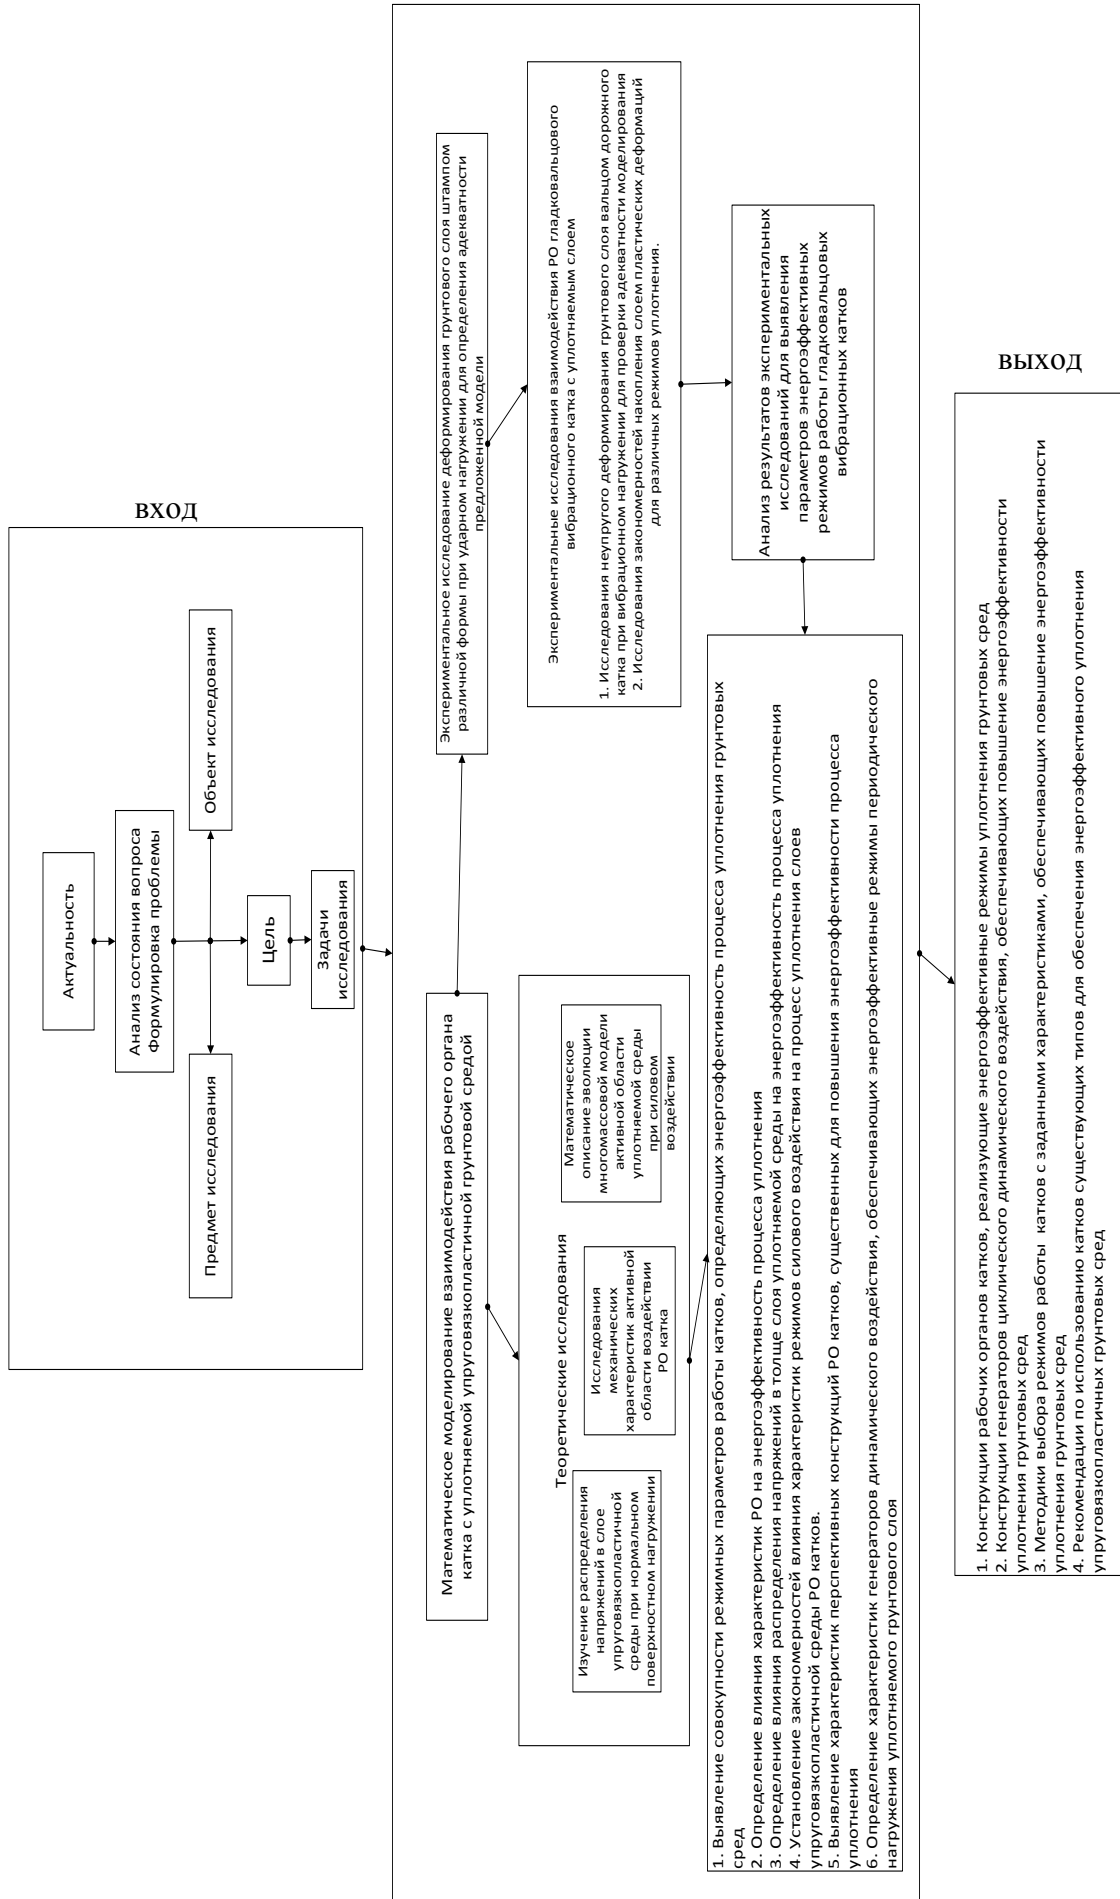 ВХОД
Актуальность
Анализ состояния вопроса
Формулировка проблемы
Предмет исследования
Объект исследования
Цель
Задачи
исследования
Математическое моделирование взаимодействия рабочего органа
катка с уплотняемой упруговязкопластичной грунтовой средой
Экспериментальное исследование деформирования грунтового слоя штампом
различной формы при ударном нагружении для определения адекватности
предложенной модели
Теоретические исследования
Изучение распределения
напряжений в слое
упруговязкопластичной
среды при нормальном
поверхностном нагружении
Исследования
механических
характеристик активной
области воздействии
РО катка
Математическое
описание эволюции
многомассовой модели
активной области
уплотняемой среды
при силовом
воздействии
Экспериментальные исследования взаимодействия РО гладковальцового
вибрационного катка с уплотняемым слоем
1. Исследования неупругого деформирования грунтового слоя вальцом дорожного
катка при вибрационном нагружении для проверки адекватности моделирования
2. Исследования закономерностей накопления слоем пластических деформаций
для различных режимов уплотнения.
Анализ результатов экспериментальных
исследований для выявления
параметров энергоэффективных
режимов работы гладковальцовых
вибрационных катков
1. Выявление совокупности режимных параметров работы катков, определяющих энергоэффективность процесса уплотнения грунтовых
сред
2. Определение влияния характеристик РО на энергоэффективность процесса уплотнения
3. Определение влияния распределения напряжений в толще слоя уплотняемой среды на энергоэффективность процесса уплотнения
4. Установление закономерностей влияния характеристик режимов силового воздействия на процесс уплотнения слоев
упруговязкопластичной среды РО катков.
5. Выявление характеристик перспективных конструкций РО катков, существенных для повышения энергоэффективности процесса
уплотнения
6. Определение характеристик генераторов динамического воздействия, обеспечивающих энергоэффективные режимы периодического
нагружения уплотняемого грунтового слоя
ВЫХОД
1. Конструкции рабочих органов катков, реализующие энергоэффективные режимы уплотнения грунтовых сред
2. Конструкции генераторов циклического динамического воздействия, обеспечивающих повышение энергоэффективности
уплотнения грунтовых сред
3. Методики выбора режимов работы катков с заданными характеристиками, обеспечивающих повышение энергоэффективности
уплотнения грунтовых сред
4. Рекомендации по использованию катков существующих типов для обеспечения энергоэффективного уплотнения
упруговязкопластичных грунтовых сред